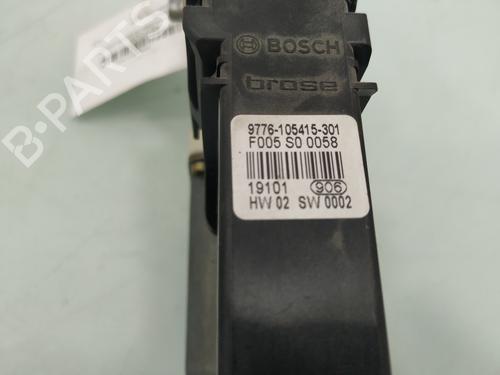 BOSCH
brose
9776-105415-301
F005 S0 0058
19101 906
HW 02 SW 0002
B-PARTS